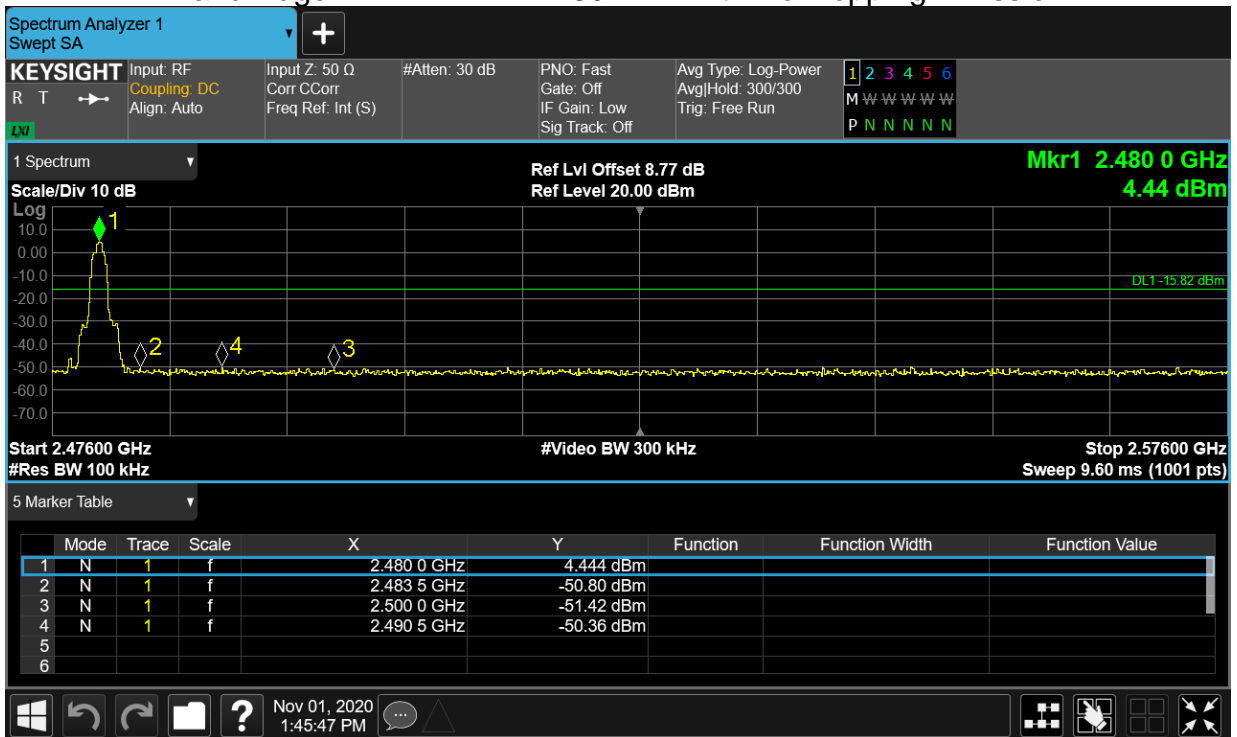 Spectrum Analyzer 1
Swept SA
+
KEYSIGHT Input: RF Input Z: 50 Ω #Atten: 30 dB PNO: Fast Avg Type: Log-Power 1 2 3 4 5 6
R T Coupling: DC Corr CCorr Gate: Off Avg|Hold: 300/300 M W W W W W
Align: Auto Freq Ref: Int (S) IF Gain: Low Trig: Free Run
LXI Sig Track: Off P N N N N N
1 Spectrum Ref Lvl Offset 8.77 dB Mkr1 2.480 0 GHz
Scale/Div 10 dB Ref Level 20.00 dBm 4.44 dBm
Log
1
10.0
0.00
-10.0
DL1 -15.82 dBm
-20.0
-30.0
-40.0 2 4 3
-50.0
-60.0
-70.0
Start 2.47600 GHz #Video BW 300 kHz Stop 2.57600 GHz
#Res BW 100 kHz Sweep 9.60 ms (1001 pts)
5 Marker Table
Mode Trace Scale X Y Function Function Width Function Value
1 N 1 f 2.480 0 GHz 4.444 dBm
2 N 1 f 2.483 5 GHz -50.80 dBm
3 N 1 f 2.500 0 GHz -51.42 dBm
4 N 1 f 2.490 5 GHz -50.36 dBm
5
6
? Nov 01, 2020
1:45:47 PM